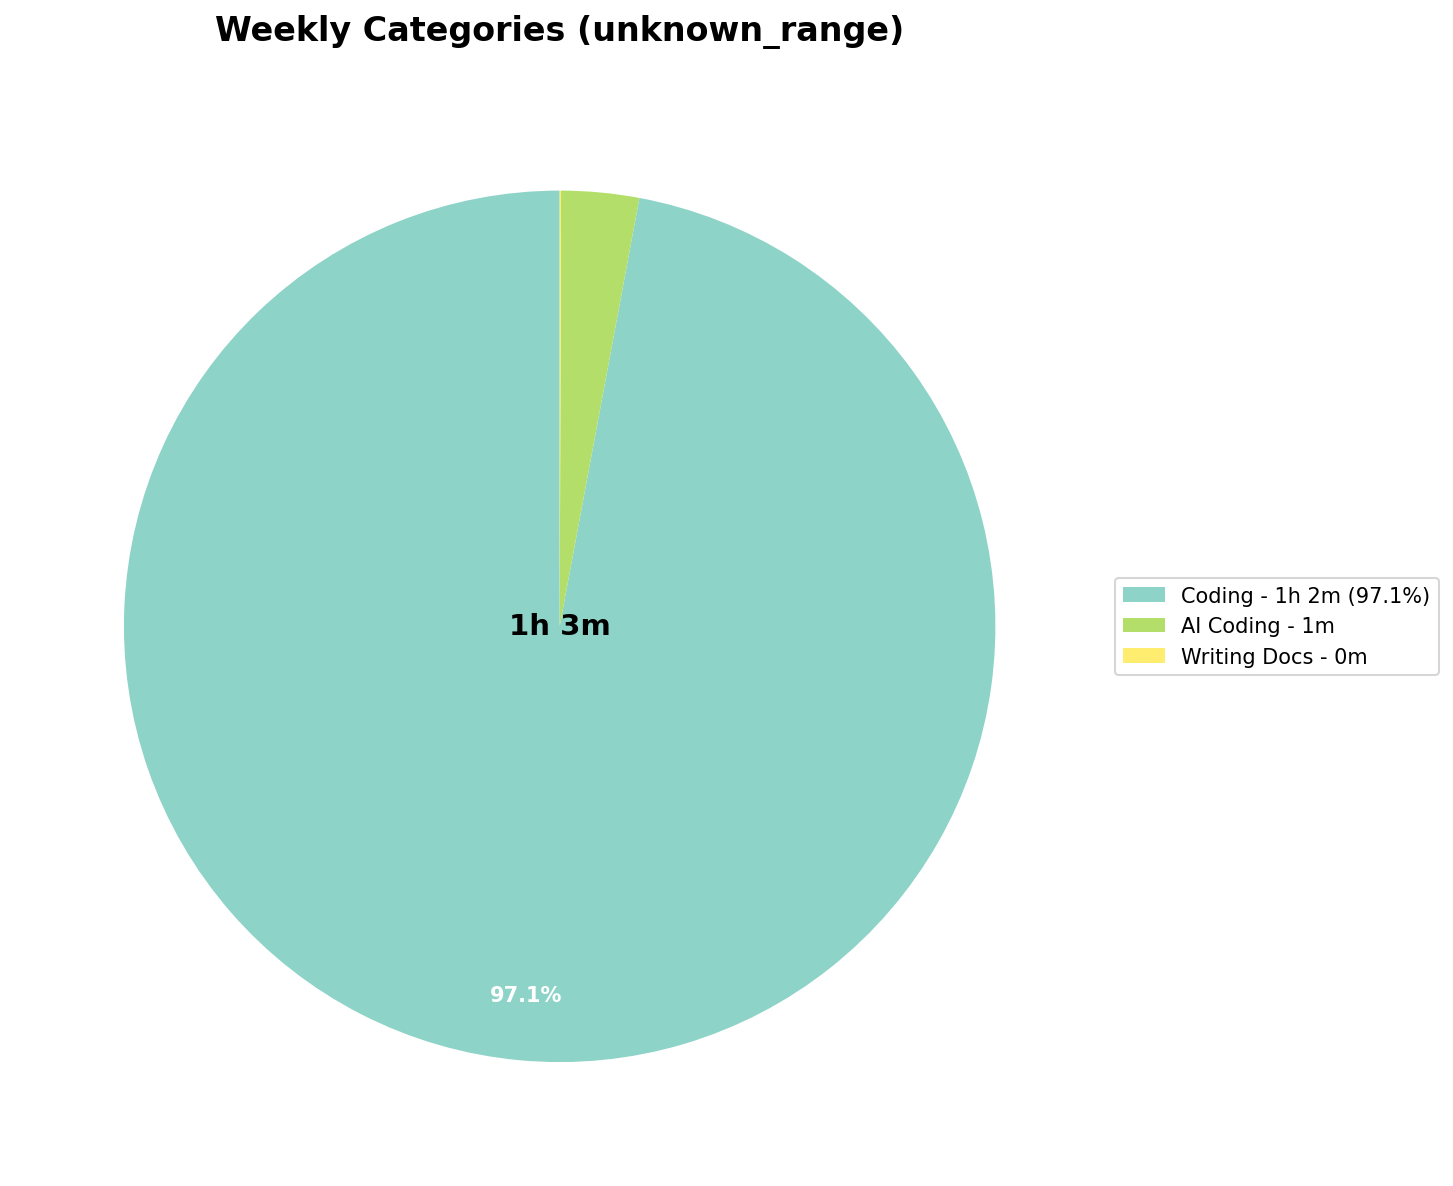 Weekly Categories (unknown_range)
1h 3m
97.1%
Coding - 1h 2m (97.1%)
AI Coding - 1m
Writing Docs - 0m